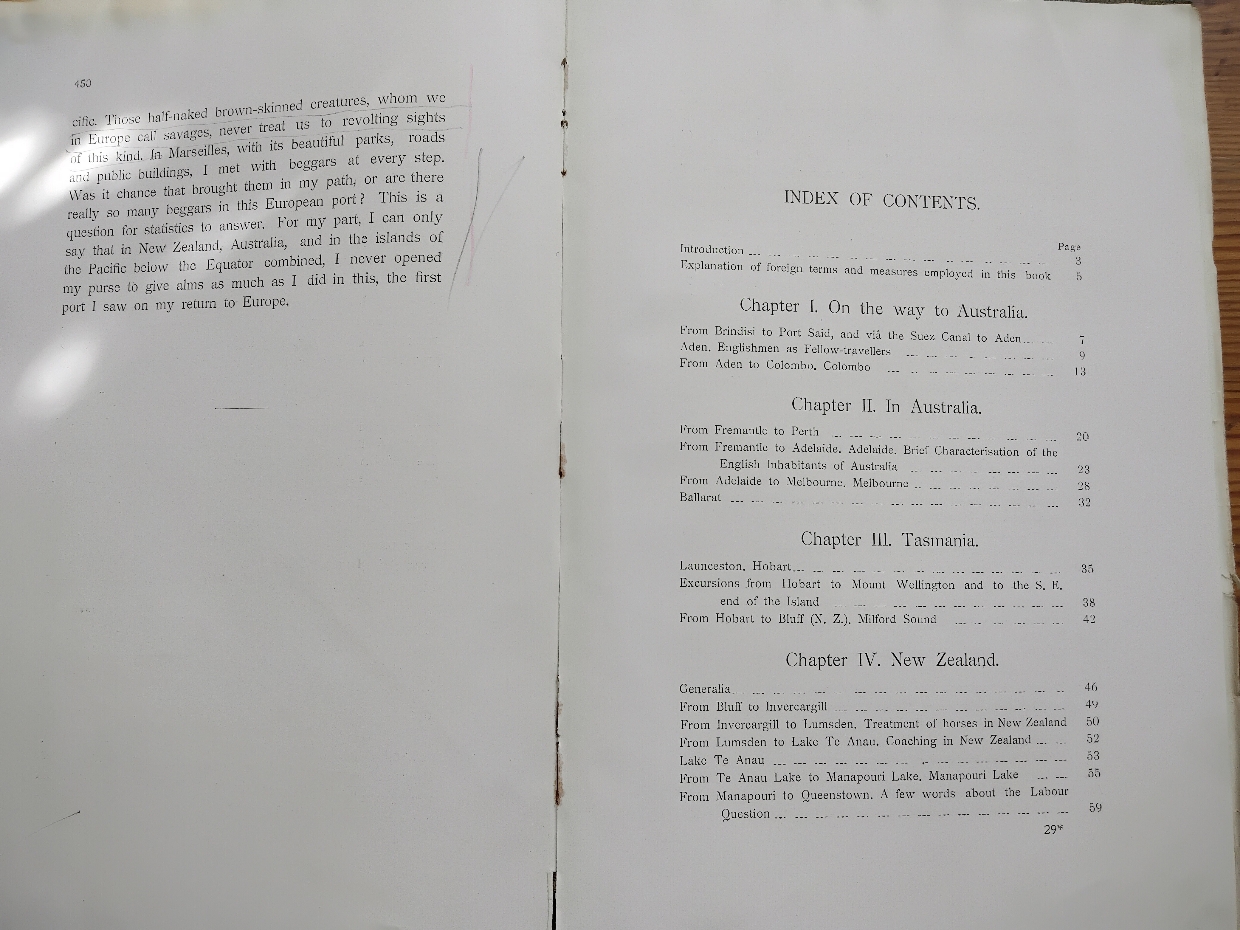 450
cific. Those half-naked brown-skinned creatures, whom we
in Europe call savages, never treat us to revolting sights
of this kind. In Marseilles, with its beautiful parks, roads
and public buildings, I met with beggars at every step.
Was it chance that brought them in my path, or are there
really so many beggars in this European port? This is a
question for statistics to answer. For my part, I can only
say that in New Zealand, Australia, and in the islands of
the Pacific below the Equator combined, I never opened
my purse to give alms as much as I did in this, the first
port I saw on my return to Europe.
INDEX OF CONTENTS.
Page
Introduction ... 3
Explanation of foreign terms and measures employed in this book 5
Chapter I. On the way to Australia.
From Brindisi to Port Said, and viâ the Suez Canal to Aden ... 7
Aden. Englishmen as Fellow-travellers ... 9
From Aden to Colombo. Colombo ... 13
Chapter II. In Australia.
From Fremantle to Perth ... 20
From Fremantle to Adelaide. Adelaide. Brief Characterisation of the
English Inhabitants of Australia ... 23
From Adelaide to Melbourne. Melbourne ... 28
Ballarat ... 32
Chapter III. Tasmania.
Launceston. Hobart ... 35
Excursions from Hobart to Mount Wellington and to the S. E.
end of the Island ... 38
From Hobart to Bluff (N. Z.). Milford Sound ... 42
Chapter IV. New Zealand.
Generalia ... 46
From Bluff to Invercargill ... 49
From Invercargill to Lumsden. Treatment of horses in New Zealand 50
From Lumsden to Lake Te Anau. Coaching in New Zealand ... 52
Lake Te Anau ... 53
From Te Anau Lake to Manapouri Lake. Manapouri Lake ... 55
From Manapouri to Queenstown. A few words about the Labour
Question ... 59
29*